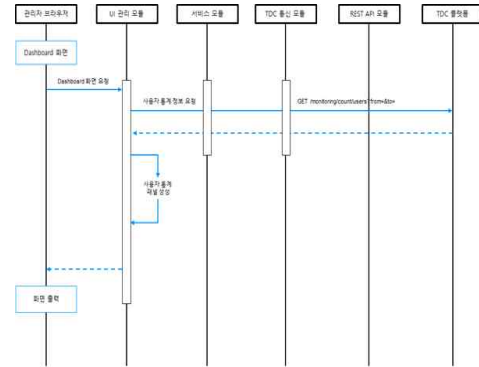 관리자 브라우저
UI 관리 모듈
서비스 모듈
TDC 통신 모듈
REST API 모듈
TDC 플랫폼
Dashboard 화면
Dashboard 화면 요청
사용자 통계 정보 요청
GET /monitoring/count/users?from=&to=
사용자 통계
패널 생성
화면 출력